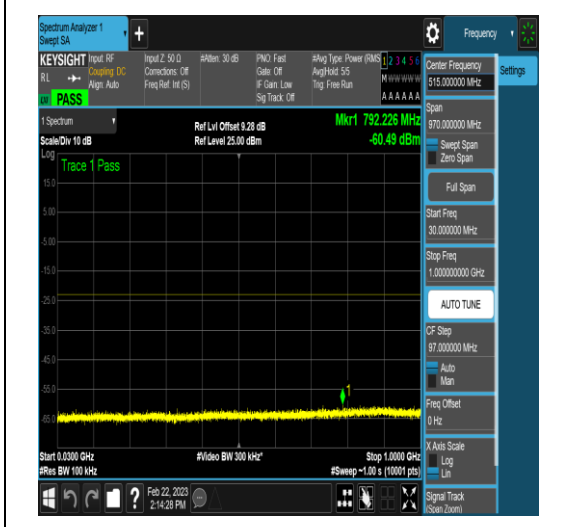 Spectrum Analyzer 1
Swept SA
+
Frequency
KEYSIGHT
RL
PASS
Input: RF
Coupling: DC
Align: Auto
Input Z: 50 Ω
Corrections: Off
Freq Ref: Int (S)
#Atten: 30 dB
PNO: Fast
Gate: Off
IF Gain: Low
Sig Track: Off
#Avg Type: Power (RMS
Avg|Hold: 5/5
Trig: Free Run
1 2 3 4 5 6
M W W W W W
A A A A A A
1 Spectrum
Scale/Div 10 dB
Ref Lvl Offset 9.28 dB
Ref Level 25.00 dBm
Mkr1 792.226 MHz
-60.49 dBm
Log
Trace 1 Pass
15.0
5.00
-5.00
-15.0
-25.0
-35.0
-45.0
-55.0
-65.0
1
Start 0.0300 GHz
#Res BW 100 kHz
#Video BW 300 kHz*
Stop 1.0000 GHz
#Sweep ~1.00 s (10001 pts)
?
Feb 22, 2023
2:14:28 PM
Center Frequency
515.000000 MHz
Settings
Span
970.000000 MHz
Swept Span
Zero Span
Full Span
Start Freq
30.000000 MHz
Stop Freq
1.000000000 GHz
AUTO TUNE
CF Step
97.000000 MHz
Auto
Man
Freq Offset
0 Hz
X Axis Scale
Log
Lin
Signal Track
(Span Zoom)